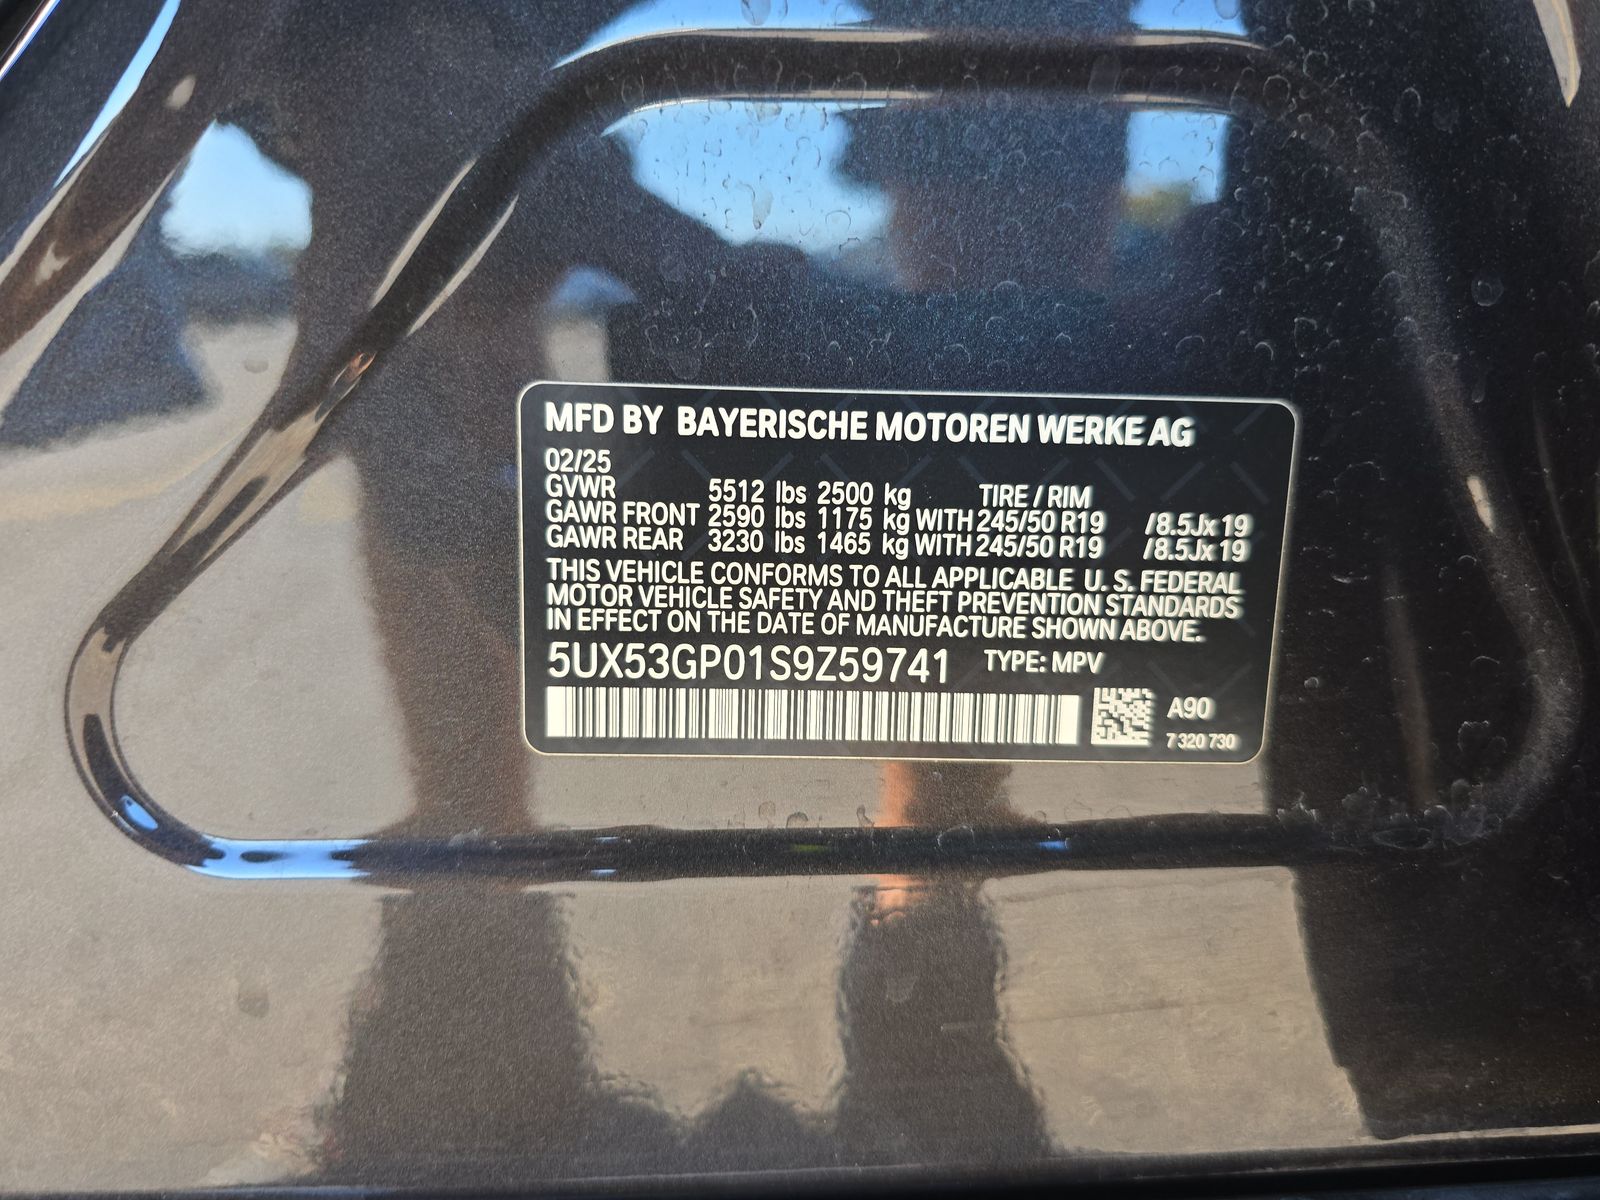 MFD BY BAYERISCHE MOTOREN WERKE AG
02/25
GVWR 5512 lbs 2500 kg TIRE / RIM
GAWR FRONT 2590 lbs 1175 kg WITH 245/50 R19 /8.5Jx19
GAWR REAR 3230 lbs 1465 kg WITH 245/50 R19 /8.5Jx19
THIS VEHICLE CONFORMS TO ALL APPLICABLE U. S. FEDERAL
MOTOR VEHICLE SAFETY AND THEFT PREVENTION STANDARDS
IN EFFECT ON THE DATE OF MANUFACTURE SHOWN ABOVE.
5UX53GP01S9Z59741 TYPE: MPV
A90
7 320 730